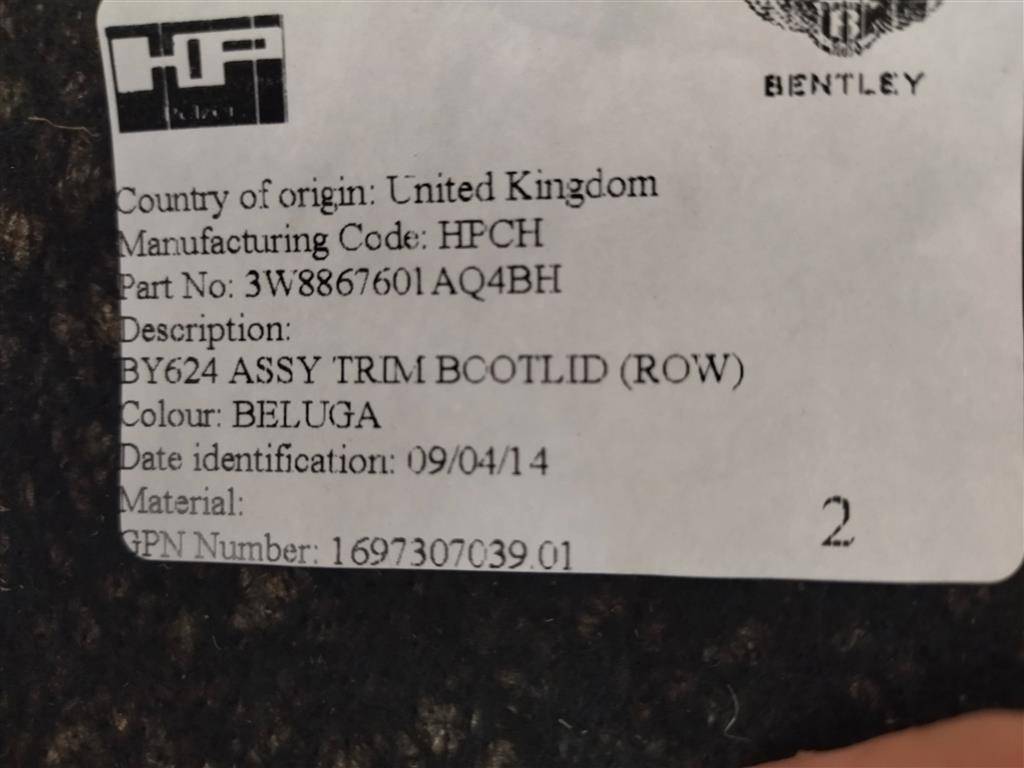 HPi
B
BENTLEY
Country of origin: United Kingdom
Manufacturing Code: HPCH
Part No: 3W8867601AQ4BH
Description:
BY624 ASSY TRIM BOOTLID (ROW)
Colour: BELUGA
Date identification: 09/04/14
Material:
GPN Number: 1697307039.01
2